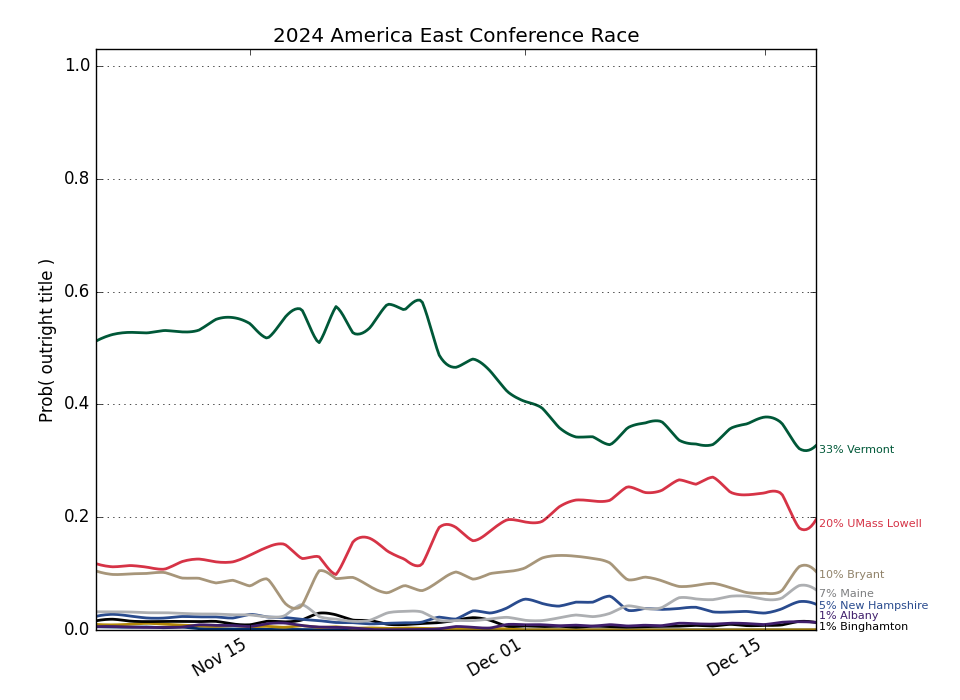 2024 America East Conference Race
1.0
0.8
0.6
0.4
0.2
0.0
Prob( outright title )
Nov 15
Dec 01
Dec 15
33% Vermont
20% UMass Lowell
10% Bryant
7% Maine
5% New Hampshire
1% Albany
1% Binghamton